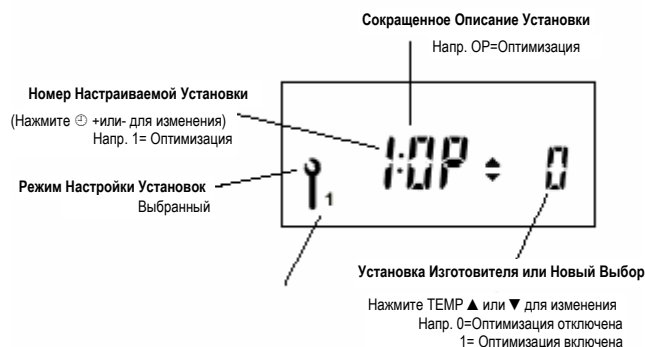 Сокращенное Описание Установки
Напр. OP=Оптимизация
Номер Настраиваемой Установки
(Нажмите 🕘 +или- для изменения)
Напр. 1= Оптимизация
Режим Настройки Установок
Выбранный
1
1:OP
0
Установка Изготовителя или Новый Выбор
Нажмите TEMP ▲ или ▼ для изменения
Напр. 0=Оптимизация отключена
1= Оптимизация включена